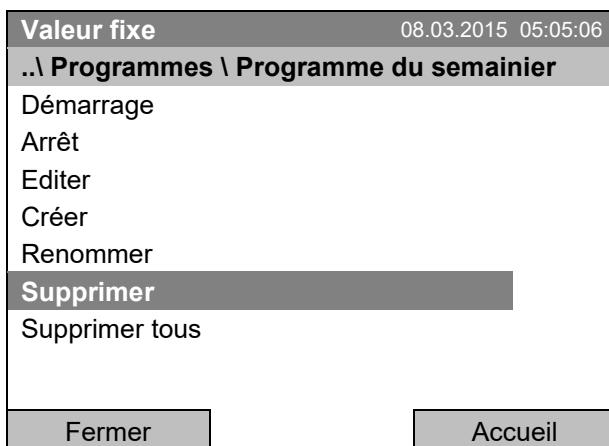 Valeur fixe 08.03.2015 05:05:06
..\ Programmes \ Programme du semainier
Démarrage
Arrêt
Editer
Créer
Renommer
Supprimer
Supprimer tous
Fermer Accueil